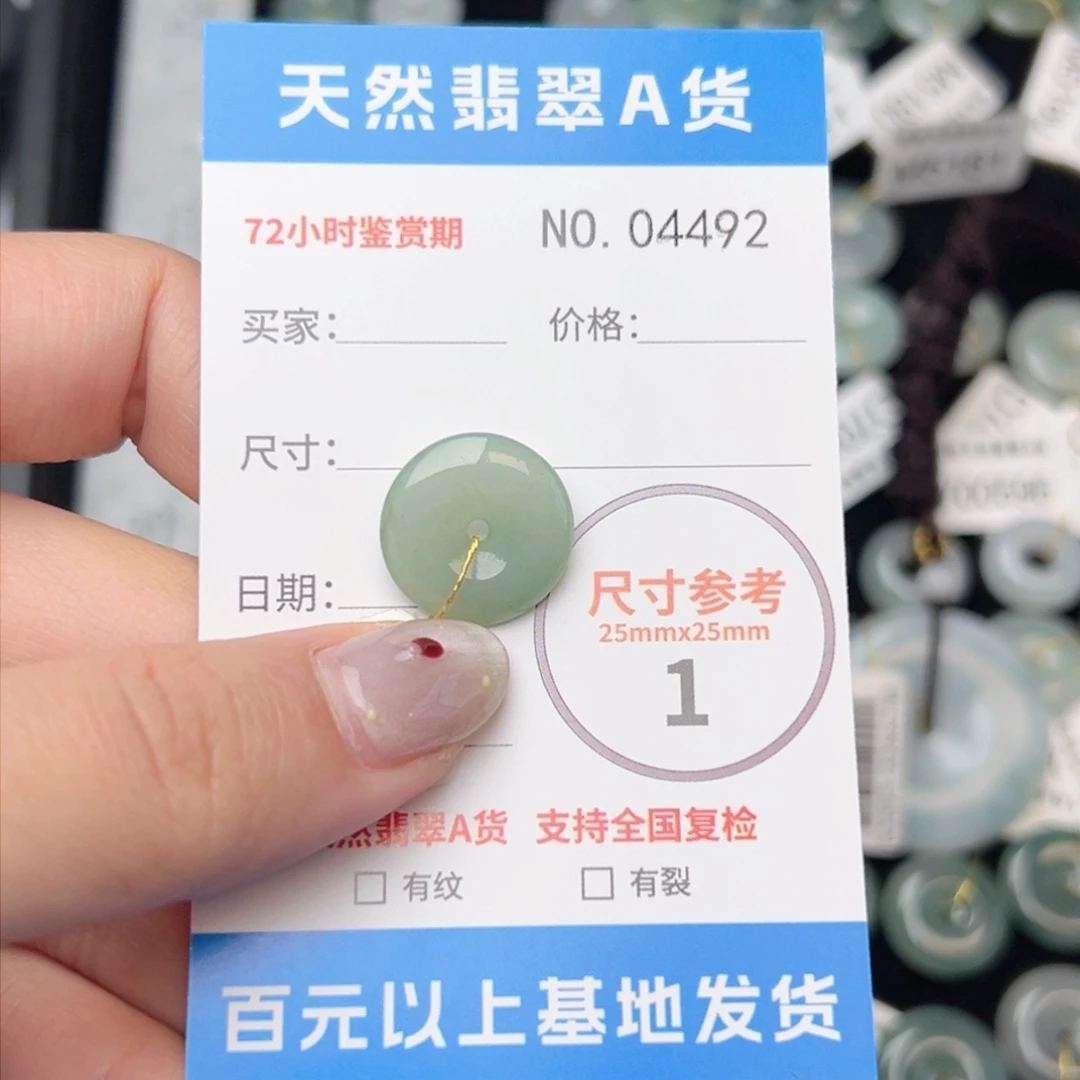 天然翡翠A货
72小时鉴赏期 NO. 04492
买家： 价格：
尺寸：
日期：
尺寸参考
25mmx25mm
1
然翡翠A货 支持全国复检
有纹 有裂
百元以上基地发货